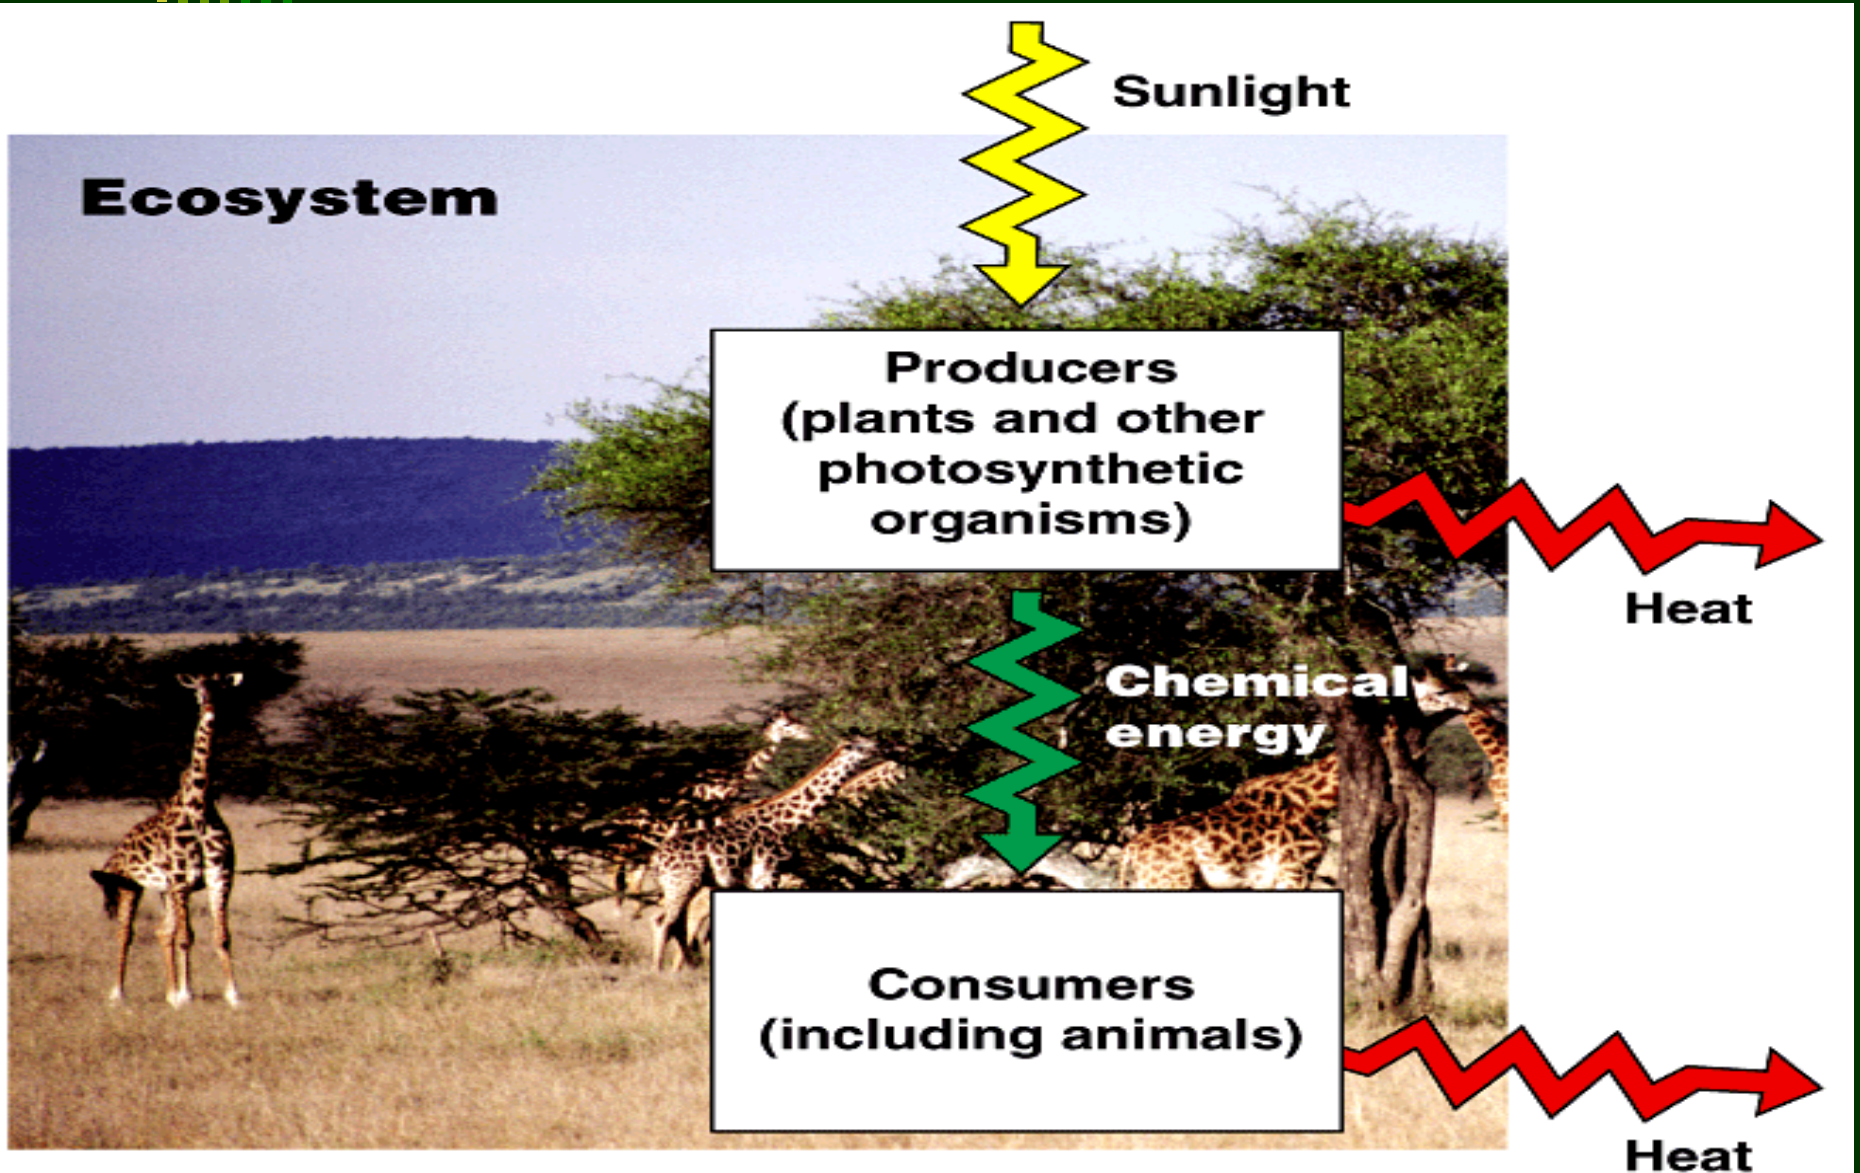 Sunlight
Ecosystem
Producers
(plants and other
photosynthetic
organisms)
Heat
Chemical
energy
Consumers
(including animals)
Heat